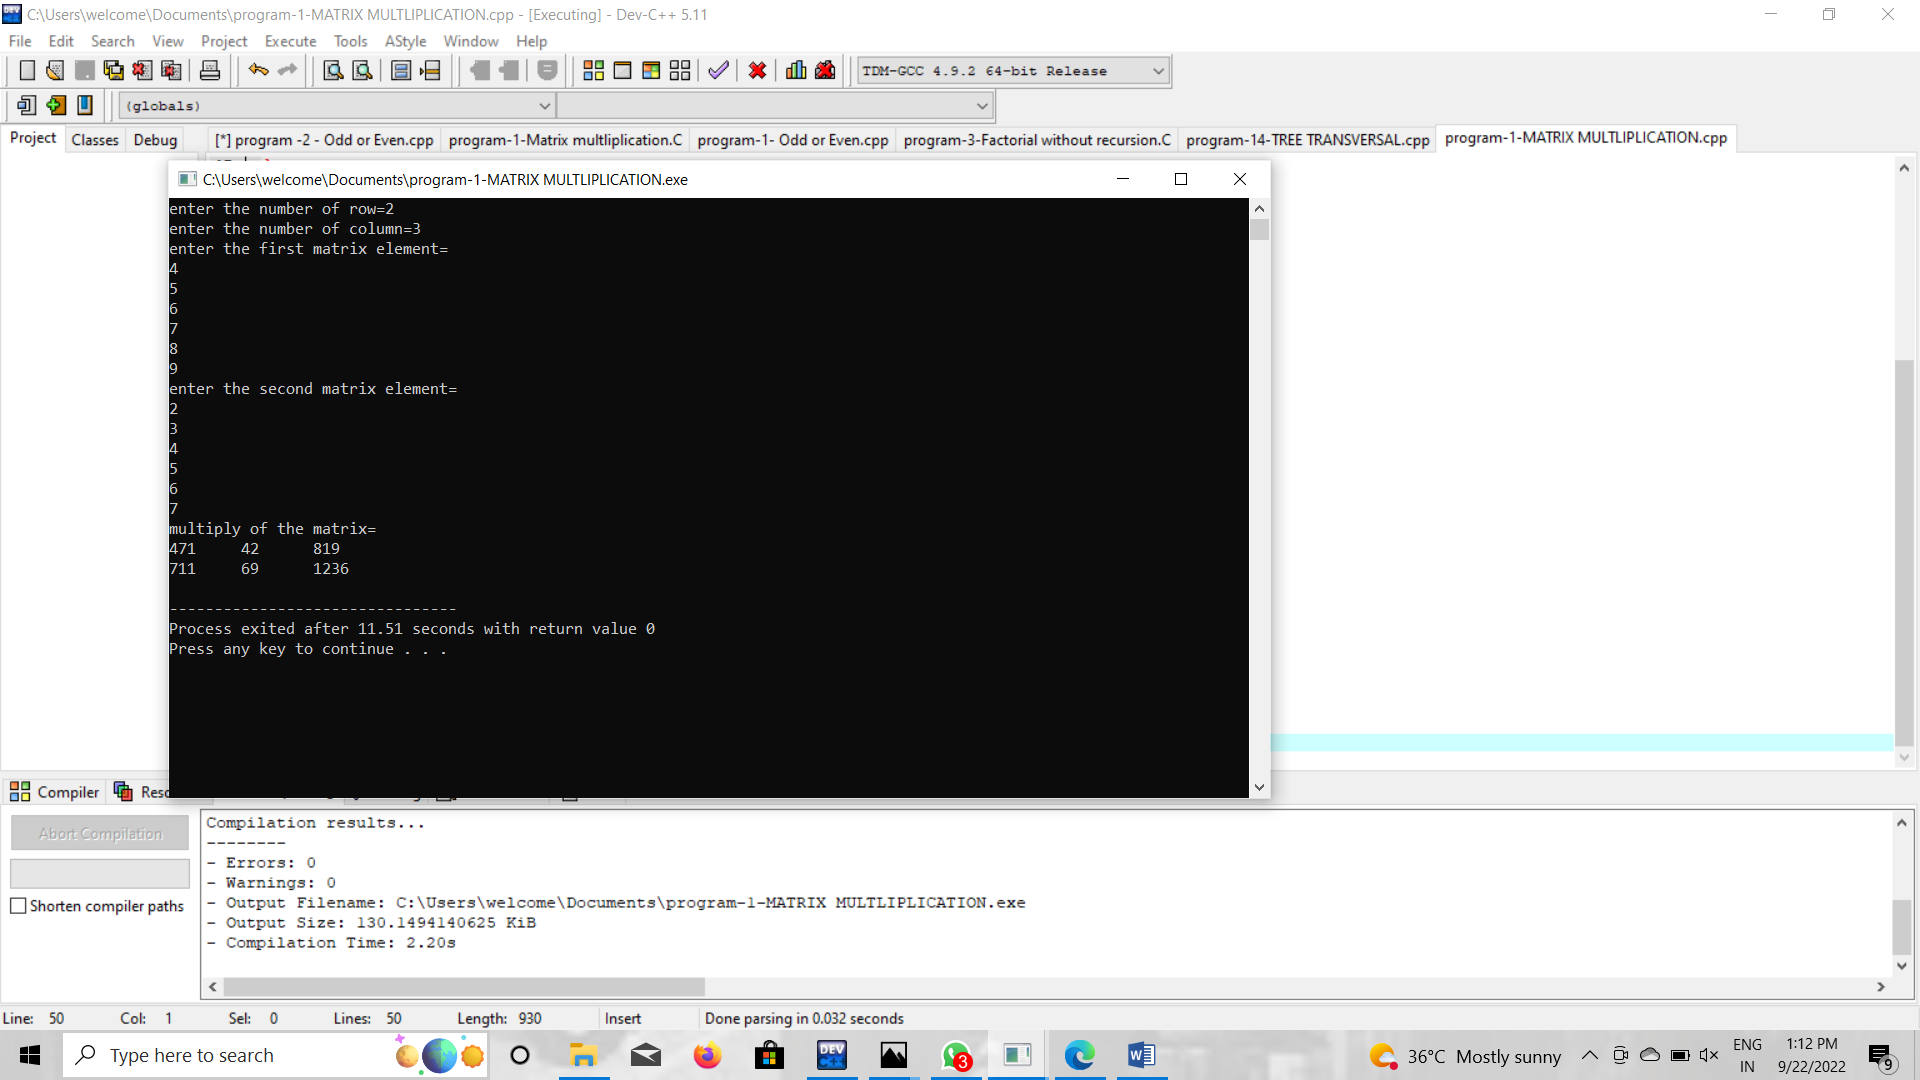 C:\Users\welcome\Documents\program-1-MATRIX MULTLIPLICATION.cpp - [Executing] - Dev-C++ 5.11
File Edit Search View Project Execute Tools AStyle Window Help
TDM-GCC 4.9.2 64-bit Release
(globals)
Project Classes Debug [*] program -2 - Odd or Even.cpp program-1-Matrix multliplication.C program-1- Odd or Even.cpp program-3-Factorial without recursion.C program-14-TREE TRANSVERSAL.cpp program-1-MATRIX MULTLIPLICATION.cpp
C:\Users\welcome\Documents\program-1-MATRIX MULTLIPLICATION.exe
enter the number of row=2
enter the number of column=3
enter the first matrix element=
4
5
6
7
8
9
enter the second matrix element=
2
3
4
5
6
7
multiply of the matrix=
471 42 819
711 69 1236
--------------------------------
Process exited after 11.51 seconds with return value 0
Press any key to continue . . .
Compiler
Abort Compilation
Shorten compiler paths
Compilation results...
--------
- Errors: 0
- Warnings: 0
- Output Filename: C:\Users\welcome\Documents\program-1-MATRIX MULTLIPLICATION.exe
- Output Size: 130.1494140625 KiB
- Compilation Time: 2.20s
Line: 50 Col: 1 Sel: 0 Lines: 50 Length: 930 Insert Done parsing in 0.032 seconds
Type here to search
DEV
3
36°C Mostly sunny
ENG
IN
1:12 PM
9/22/2022
9